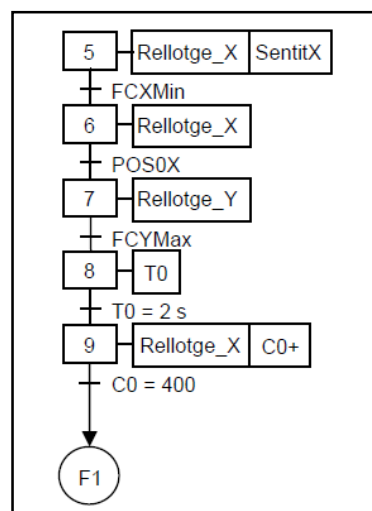 5 Rellotge_X SentitX
FCXMin
6 Rellotge_X
POS0X
7 Rellotge_Y
FCYMax
8 T0
T0 = 2 s
9 Rellotge_X C0+
C0 = 400
F1